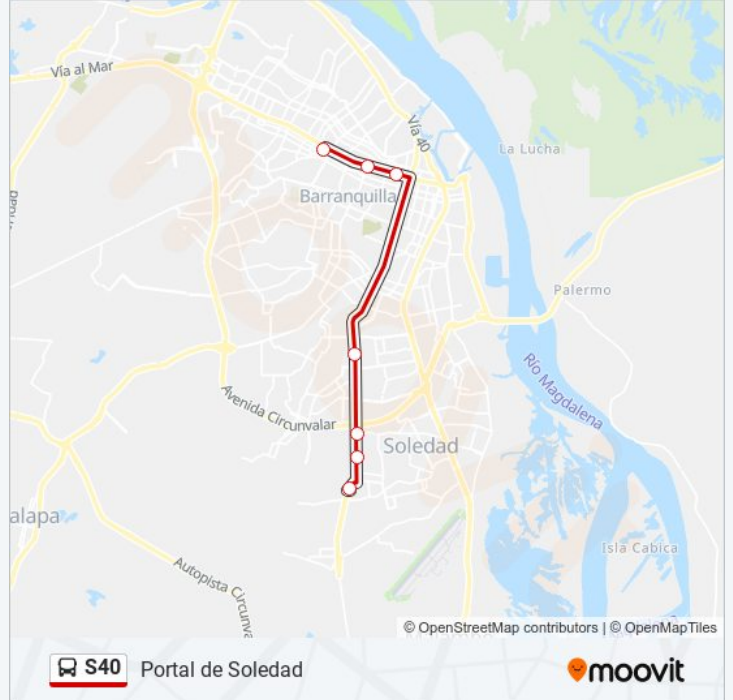 Vía al Mar
Vía 40
La Lucha
Barranquilla
Palermo
Río Magdalena
Avenida Circunvalar
Soledad
alapa
Isla Cabica
Autopista Circunva
© OpenStreetMap contributors | © OpenMapTiles
S40 Portal de Soledad
moovit